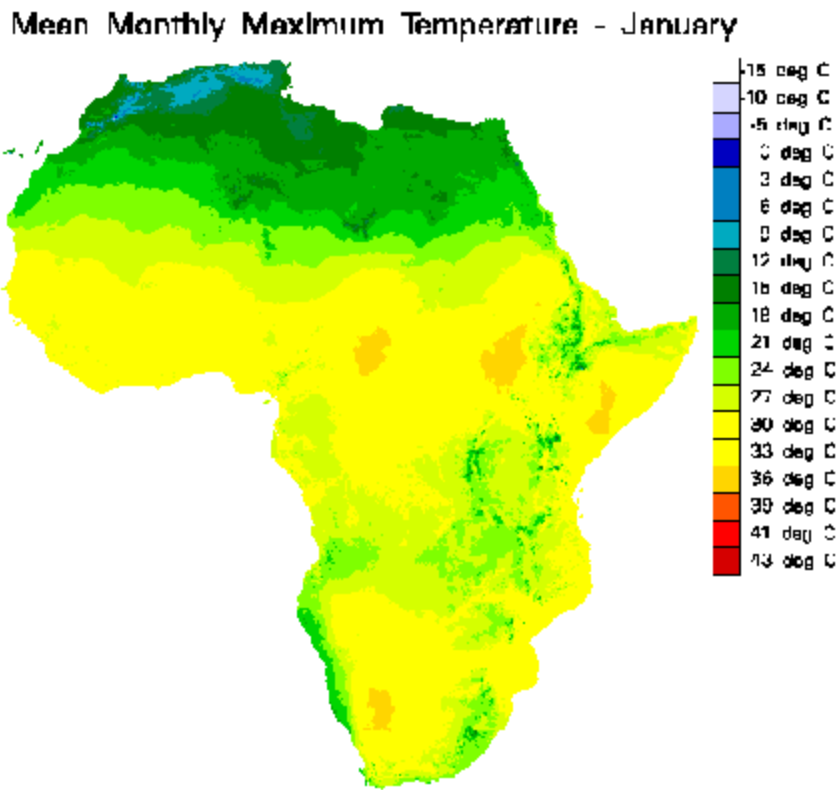 Mean Monthly Maximum Temperature - January
-15 deg C
-10 deg C
-5 deg C
0 deg C
3 deg C
6 deg C
9 deg C
12 deg C
15 deg C
18 deg C
21 deg C
24 deg C
27 deg C
30 deg C
33 deg C
36 deg C
39 deg C
41 deg C
43 deg C